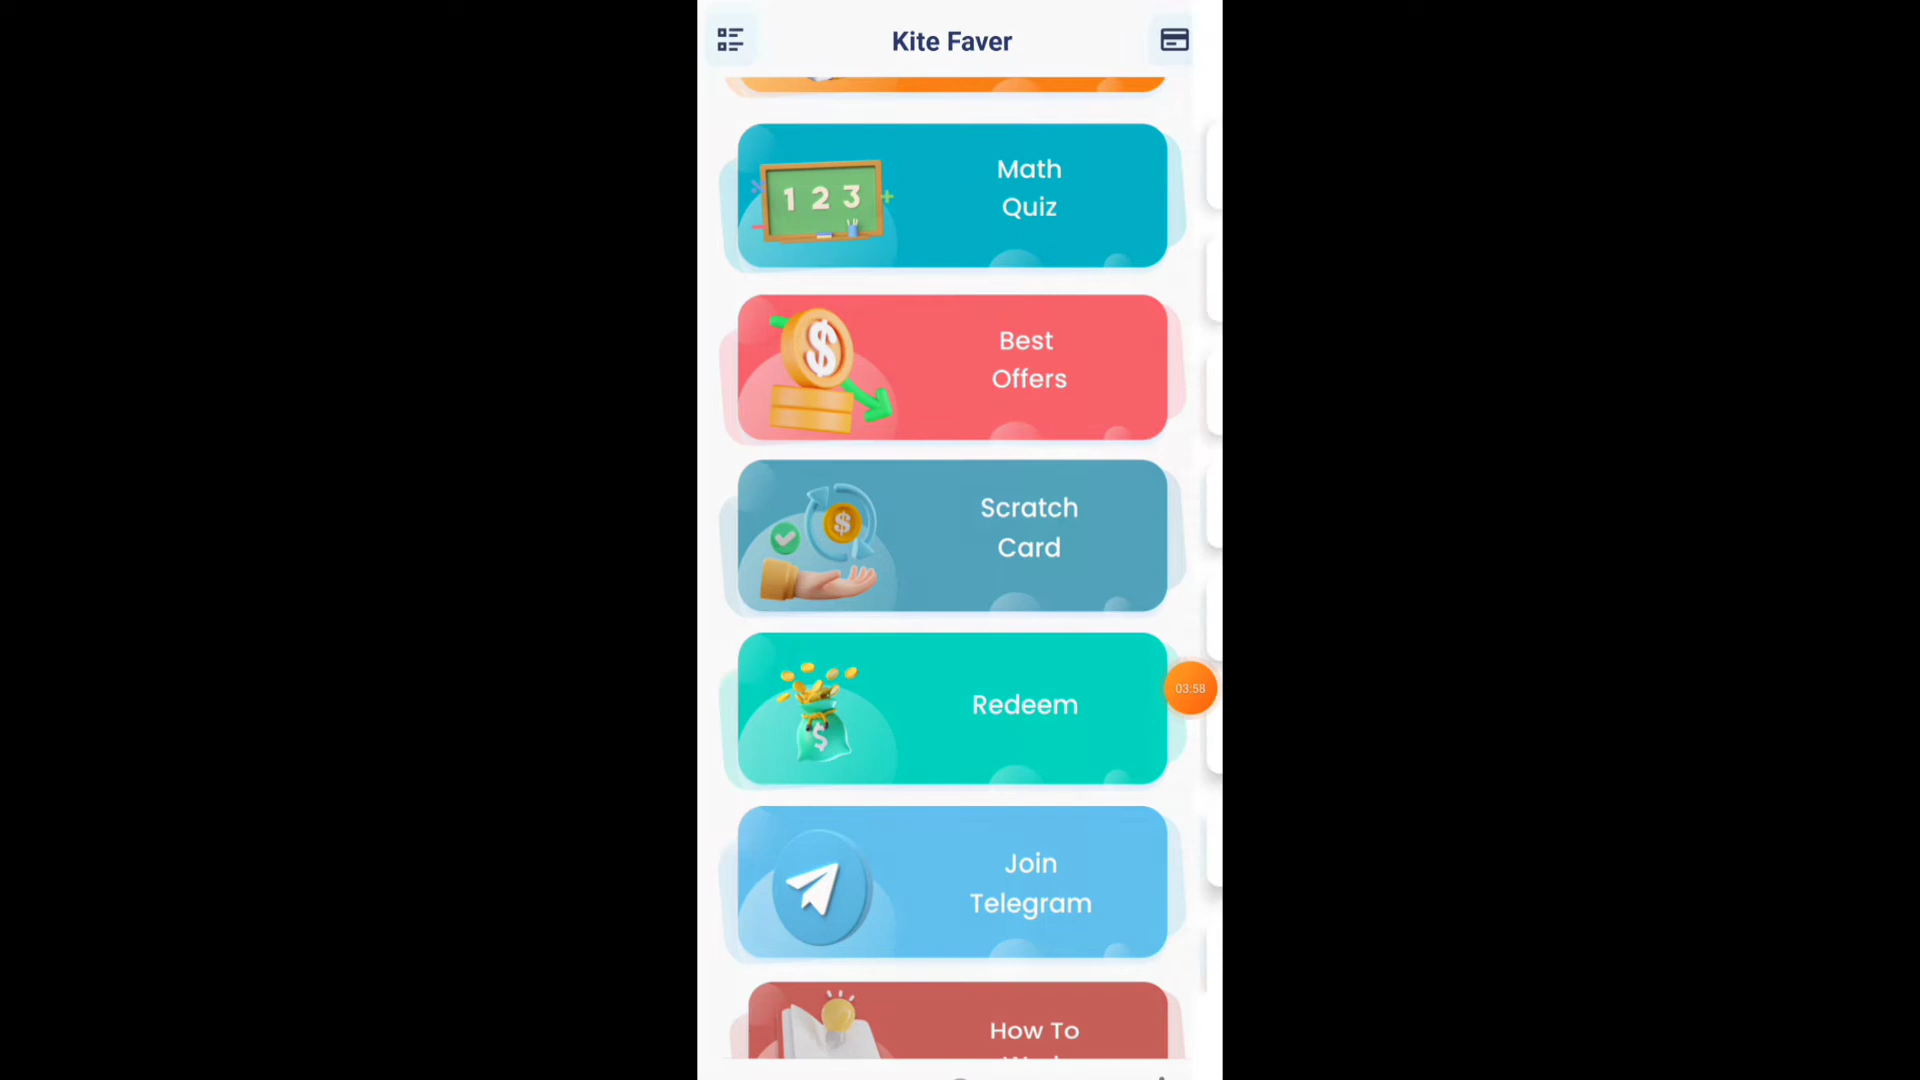 Kite Faver
1 2 3
Math
Quiz
Best
Offers
Scratch
Card
Redeem
03:58
Join
Telegram
How To